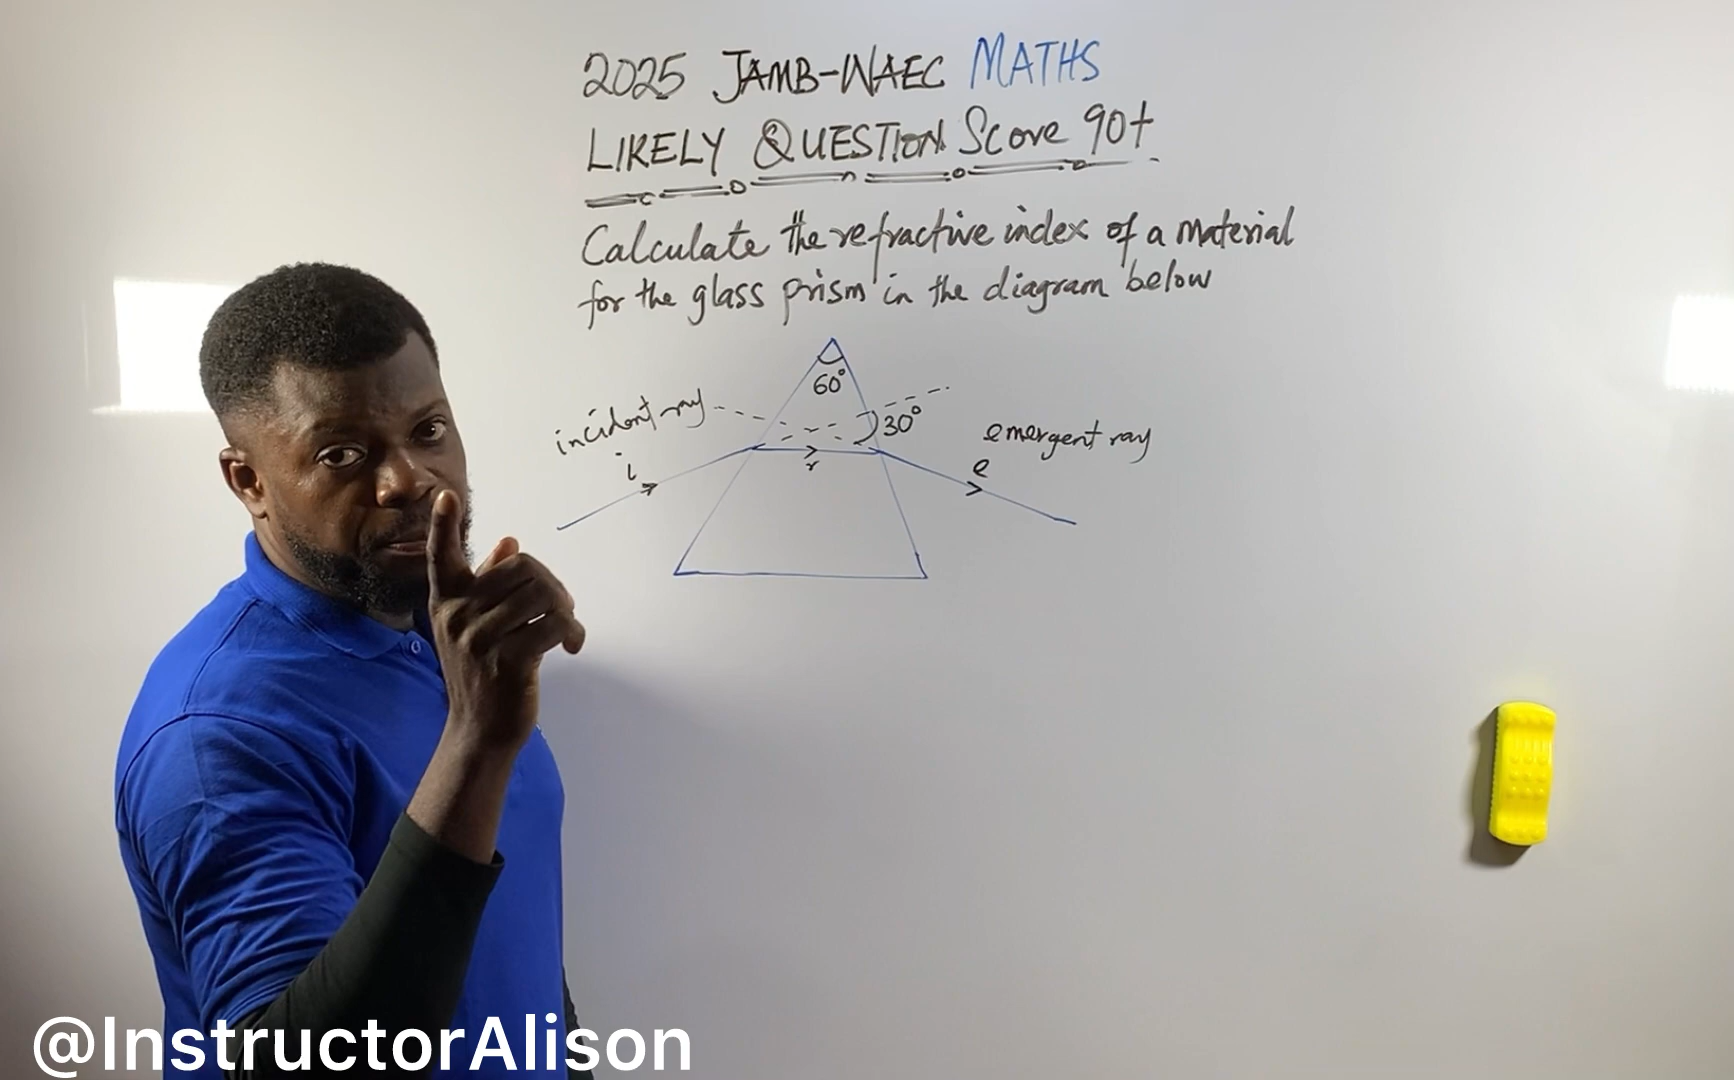 2025 JAMB-WAEC MATHS
LIKELY QUESTION Score 90+
Calculate the refractive index of a material
for the glass prism in the diagram below
60°
incident ray
30°
emergent ray
i
r
e
@InstructorAlison